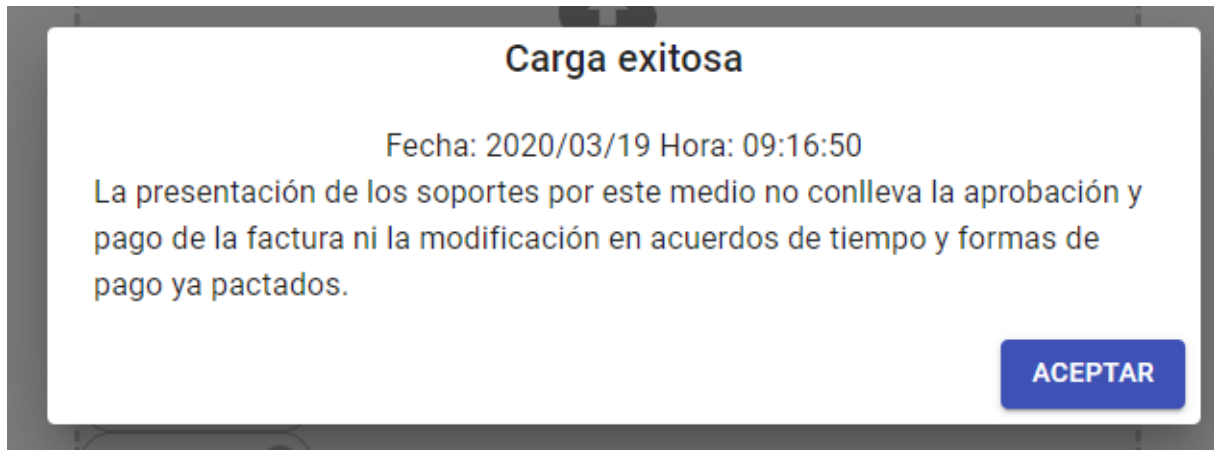 Carga exitosa
Fecha: 2020/03/19 Hora: 09:16:50
La presentación de los soportes por este medio no conlleva la aprobación y
pago de la factura ni la modificación en acuerdos de tiempo y formas de
pago ya pactados.
ACEPTAR